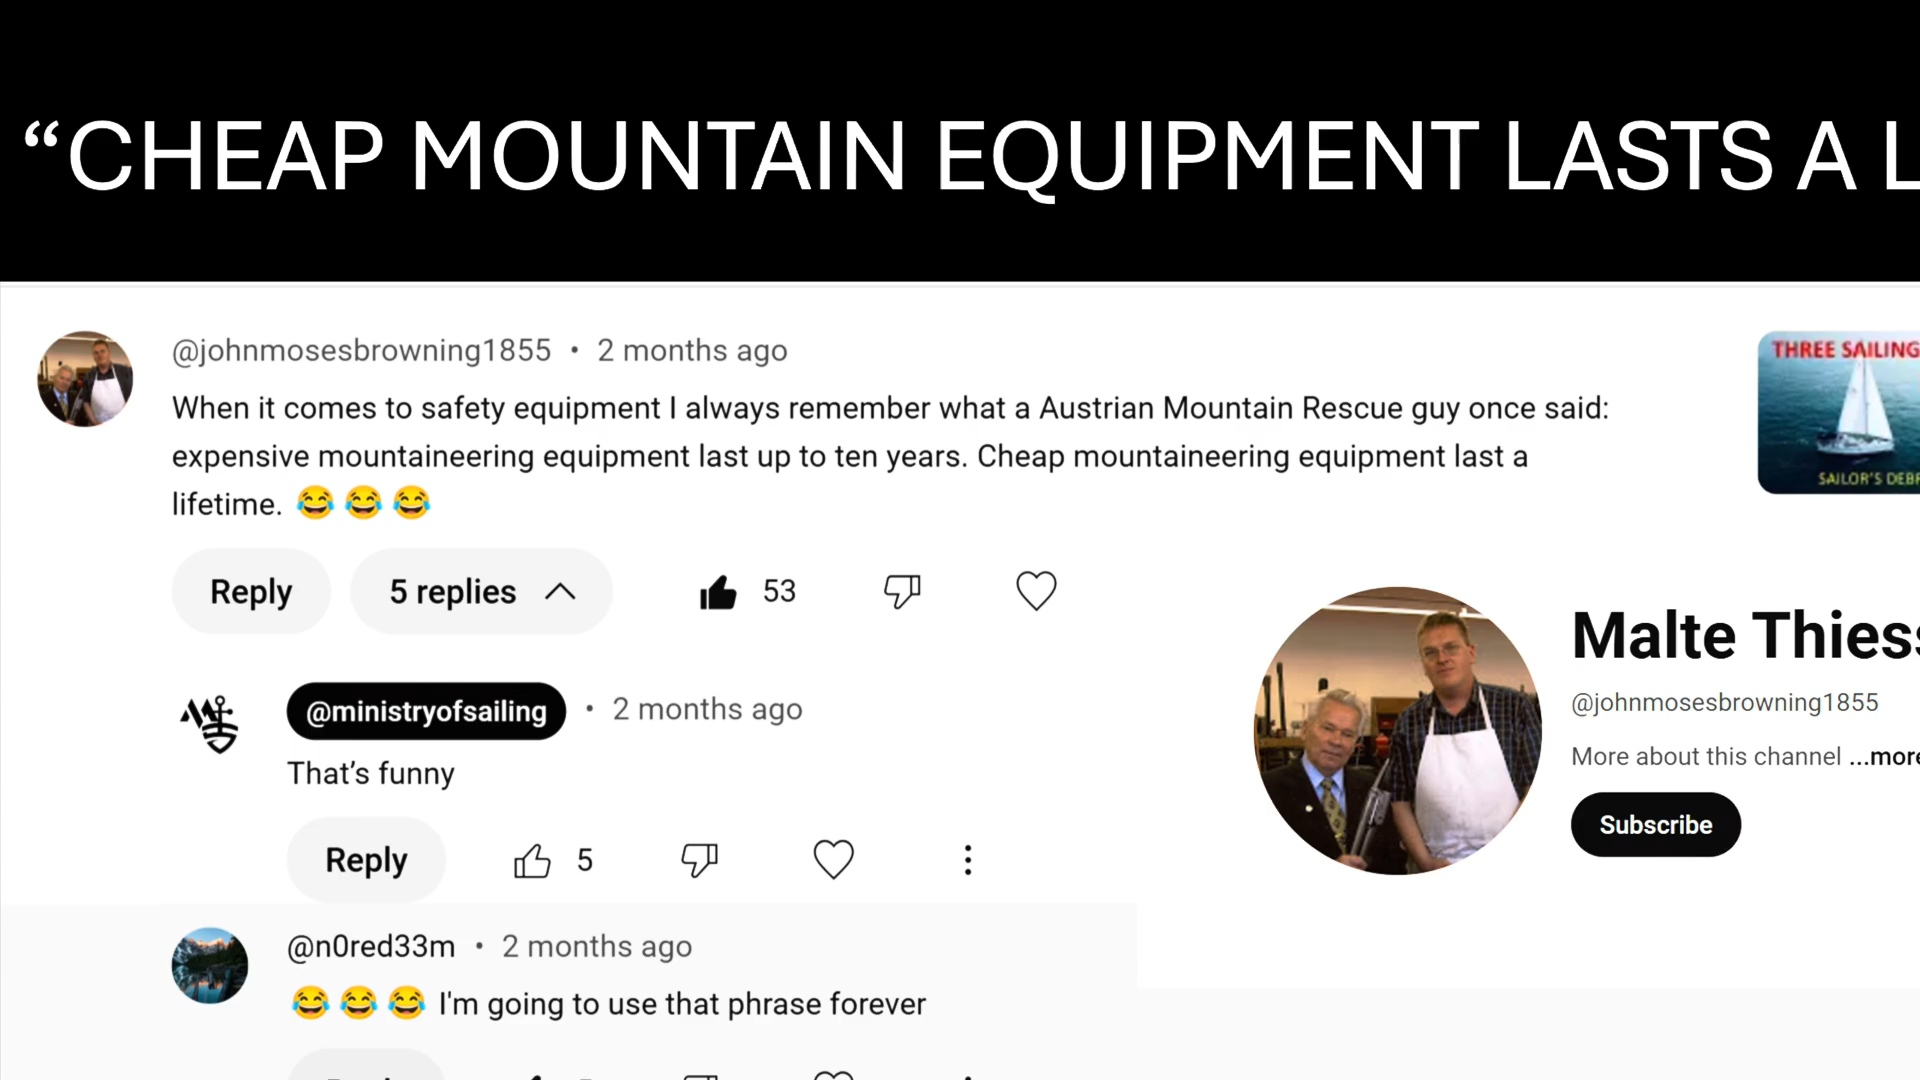 “CHEAP MOUNTAIN EQUIPMENT LASTS A L
@johnmosesbrowning1855 • 2 months ago
When it comes to safety equipment I always remember what a Austrian Mountain Rescue guy once said:
expensive mountaineering equipment last up to ten years. Cheap mountaineering equipment last a
lifetime. 😂 😂 😂
THREE SAILING
SAILOR'S DEBR
Reply
5 replies
53
Malte Thiess
@johnmosesbrowning1855
More about this channel ...more
Subscribe
@ministryofsailing • 2 months ago
That’s funny
Reply
5
@n0red33m • 2 months ago
😂 😂 😂 I'm going to use that phrase forever